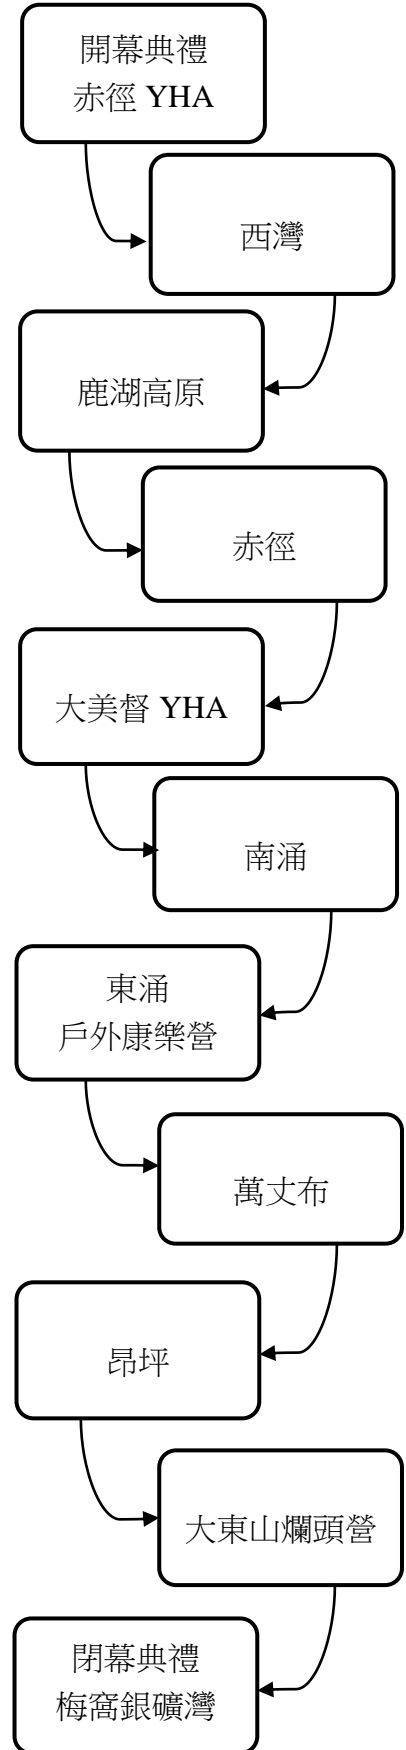 開幕典禮
赤徑 YHA
西灣
鹿湖高原
赤徑
大美督 YHA
南涌
東涌
戶外康樂營
萬丈布
昂坪
大東山爛頭營
閉幕典禮
梅窩銀礦灣